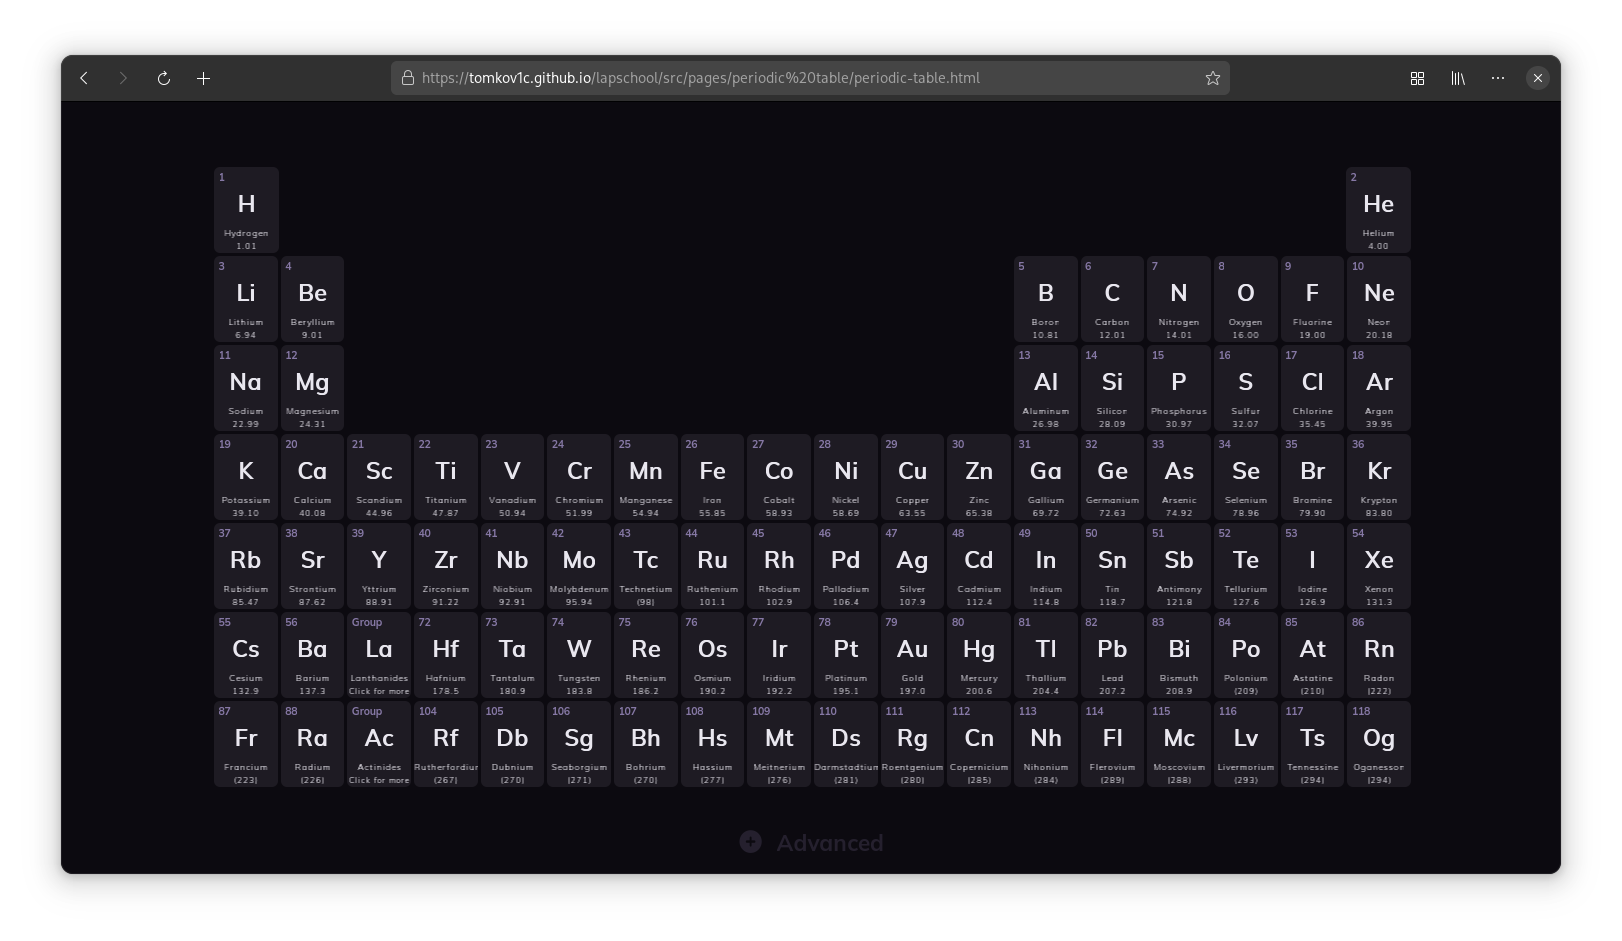 https://tomkov1c.github.io/lapschool/src/pages/periodic%20table/periodic-table.html
1 2
H He
Hydrogen Helium
1.01 4.00
3 4 5 6 7 8 9 10
Li Be B C N O F Ne
Lithium Beryllium Boron Carbon Nitrogen Oxygen Fluorine Neon
6.94 9.01 10.81 12.01 14.01 16.00 19.00 20.18
11 12 13 14 15 16 17 18
Na Mg Al Si P S Cl Ar
Sodium Magnesium Aluminum Silicon Phosphorus Sulfur Chlorine Argon
22.99 24.31 26.98 28.09 30.97 32.07 35.45 39.95
19 20 21 22 23 24 25 26 27 28 29 30 31 32 33 34 35 36
K Ca Sc Ti V Cr Mn Fe Co Ni Cu Zn Ga Ge As Se Br Kr
Potassium Calcium Scandium Titanium Vanadium Chromium Manganese Iron Cobalt Nickel Copper Zinc Gallium Germanium Arsenic Selenium Bromine Krypton
39.10 40.08 44.96 47.87 50.94 51.99 54.94 55.85 58.93 58.69 63.55 65.38 69.72 72.63 74.92 78.96 79.90 83.80
37 38 39 40 41 42 43 44 45 46 47 48 49 50 51 52 53 54
Rb Sr Y Zr Nb Mo Tc Ru Rh Pd Ag Cd In Sn Sb Te I Xe
Rubidium Strontium Yttrium Zirconium Niobium Molybdenum Technetium Ruthenium Rhodium Palladium Silver Cadmium Indium Tin Antimony Tellurium Iodine Xenon
85.47 87.62 88.91 91.22 92.91 95.94 (98) 101.1 102.9 106.4 107.9 112.4 114.8 118.7 121.8 127.6 126.9 131.3
55 56 Group 72 73 74 75 76 77 78 79 80 81 82 83 84 85 86
Cs Ba La Hf Ta W Re Os Ir Pt Au Hg Tl Pb Bi Po At Rn
Cesium Barium Lanthanides Hafnium Tantalum Tungsten Rhenium Osmium Iridium Platinum Gold Mercury Thallium Lead Bismuth Polonium Astatine Radon
132.9 137.3 Click for more 178.5 180.9 183.8 186.2 190.2 192.2 195.1 197.0 200.6 204.4 207.2 208.9 (209) (210) (222)
87 88 Group 104 105 106 107 108 109 110 111 112 113 114 115 116 117 118
Fr Ra Ac Rf Db Sg Bh Hs Mt Ds Rg Cn Nh Fl Mc Lv Ts Og
Francium Radium Actinides Rutherfordium Dubnium Seaborgium Bohrium Hassium Meitnerium Darmstadtium Roentgenium Copernicium Nihonium Flerovium Moscovium Livermorium Tennessine Oganesson
(223) (226) Click for more (267) (270) (271) (270) (277) (276) (281) (280) (285) (284) (289) (288) (293) (294) (294)
Advanced